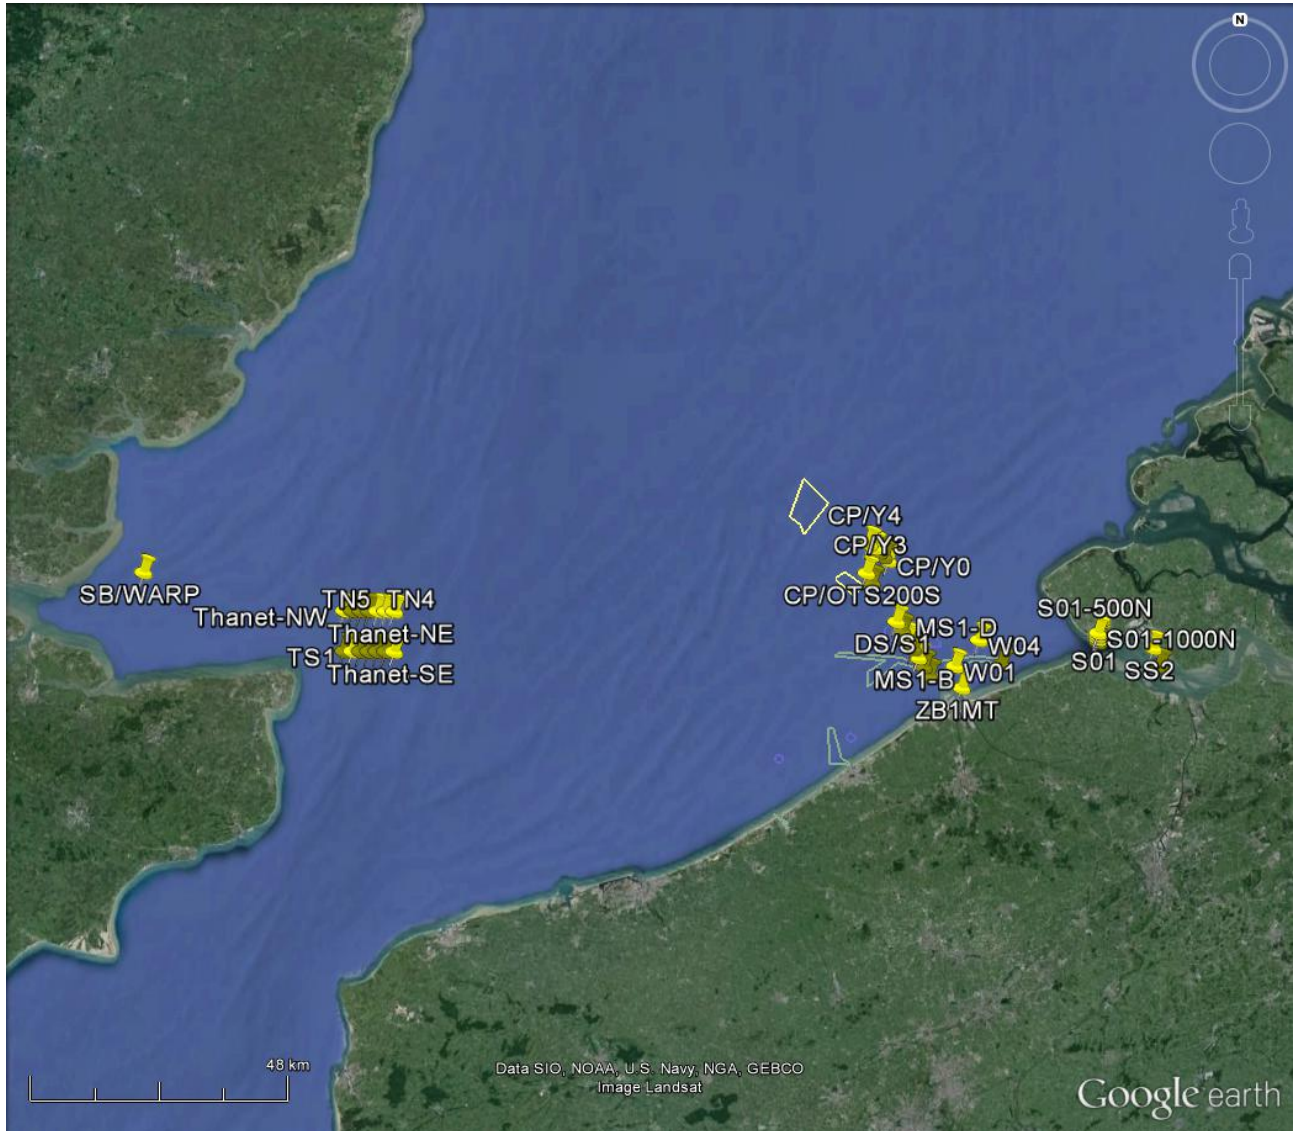 N
CP/Y4
CP/Y3
CP/Y0
SB/WARP
CP/OTS200S
TN5
TN4
Thanet-NW
S01-500N
Thanet-NE
MS1-D
S01-1000N
DS/S1
W04
TS1
S01
Thanet-SE
W01
SS2
MS1-B
ZB1MT
48 km
Data SIO, NOAA, U.S. Navy, NGA, GEBCO
Image Landsat
Google earth